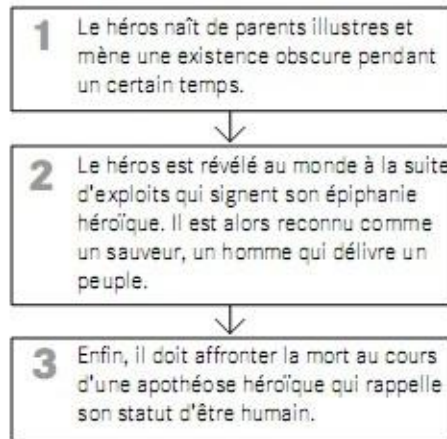 1 Le héros naît de parents illustres et
mène une existence obscure pendant
un certain temps.
2 Le héros est révélé au monde à la suite
d'exploits qui signent son épiphanie
héroïque. Il est alors reconnu comme
un sauveur, un homme qui délivre un
peuple.
3 Enfin, il doit affronter la mort au cours
d'une apothéose héroïque qui rappelle
son statut d'être humain.